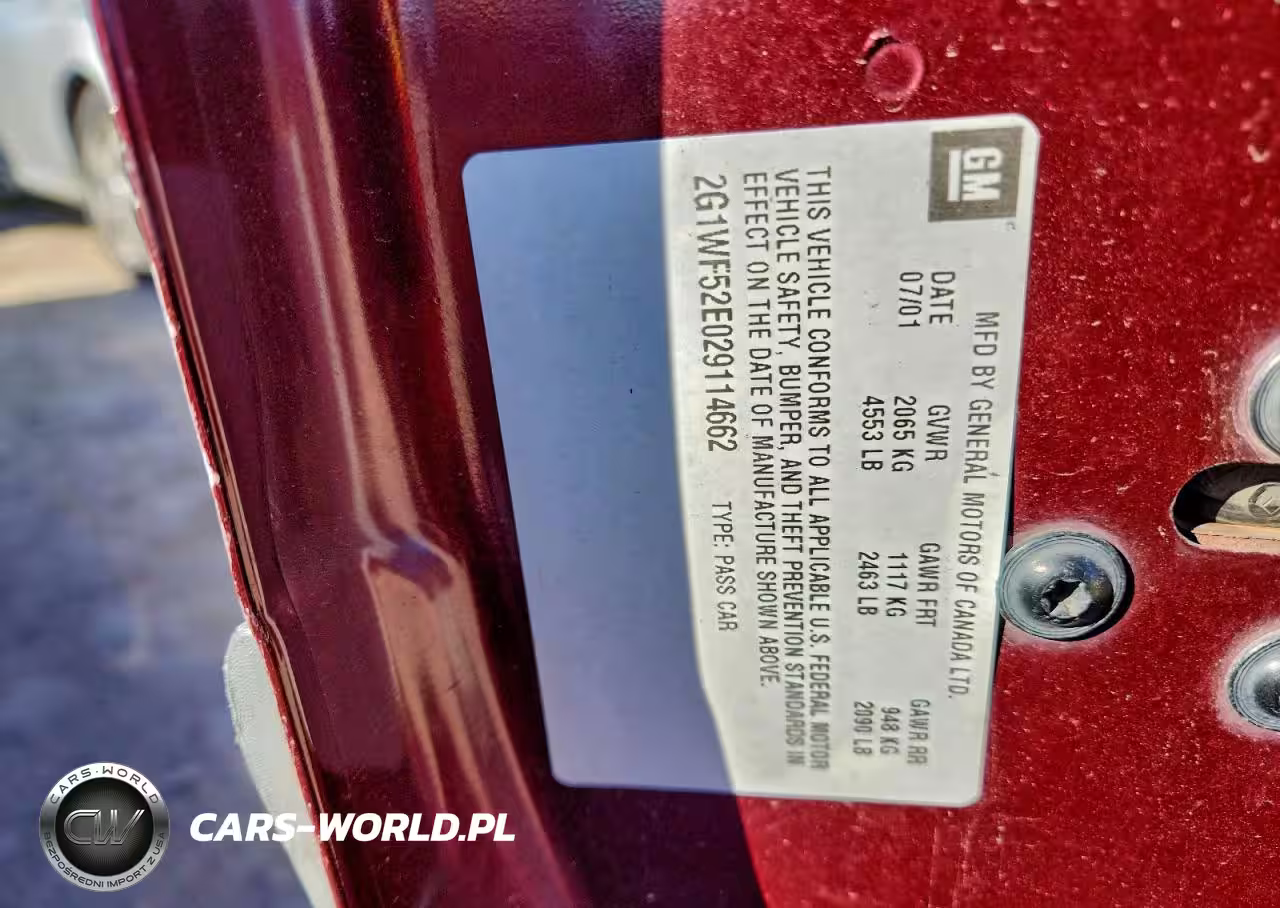 GM
MFD BY GENERAL MOTORS OF CANADA LTD.
DATE GVWR GAWR FRT GAWR RR
07/01 2065 KG 1117 KG 948 KG
4553 LB 2463 LB 2090 LB
THIS VEHICLE CONFORMS TO ALL APPLICABLE U.S. FEDERAL MOTOR
VEHICLE SAFETY, BUMPER, AND THEFT PREVENTION STANDARDS IN
EFFECT ON THE DATE OF MANUFACTURE SHOWN ABOVE.
2G1WF52E029114662 TYPE: PASS CAR
CARS-WORLD
CW
BEZPOŚREDNI IMPORT Z USA
CARS-WORLD.PL